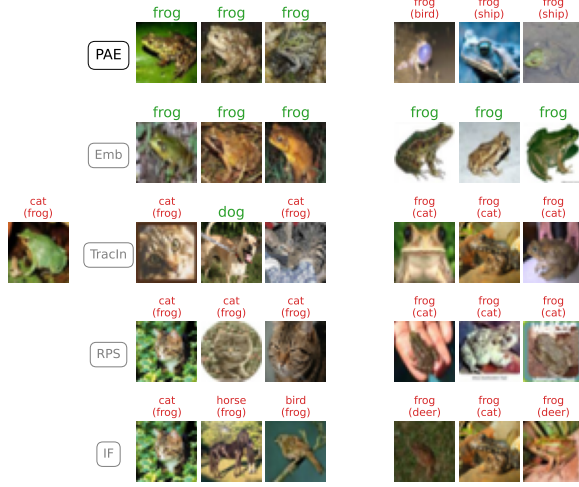 frog frog frog frog frog frog
(bird) (ship) (ship)
PAE
frog frog frog frog frog frog
Emb
cat dog cat frog frog frog
(frog) (frog) (cat) (cat) (cat)
cat
(frog)
TracIn
cat cat cat frog frog frog
(frog) (frog) (frog) (cat) (cat) (cat)
RPS
cat horse bird frog frog frog
(frog) (frog) (frog) (deer) (cat) (deer)
IF